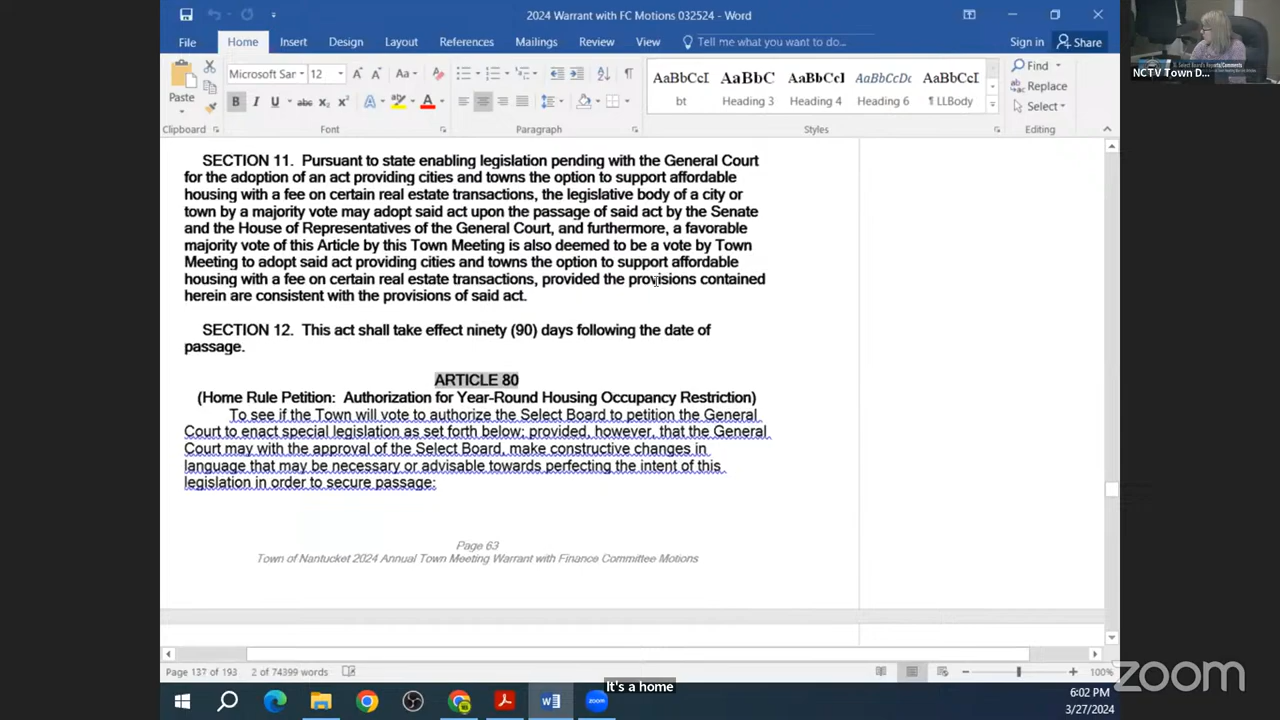 2024 Warrant with FC Motions 032524 - Word
File Home Insert Design Layout References Mailings Review View Tell me what you want to do... Sign in Share
NCTV Town D...
Paste
Microsoft Sar 12
B I U abc x2 x2
AaBbCcI AaBbC AaBbCcI AaBbCcDc AaBbCcI
bt Heading 3 Heading 4 Heading 6 ¶ LLBody
Find
Replace
Select
Clipboard Font Paragraph Styles Editing
SECTION 11. Pursuant to state enabling legislation pending with the General Court
for the adoption of an act providing cities and towns the option to support affordable
housing with a fee on certain real estate transactions, the legislative body of a city or
town by a majority vote may adopt said act upon the passage of said act by the Senate
and the House of Representatives of the General Court, and furthermore, a favorable
majority vote of this Article by this Town Meeting is also deemed to be a vote by Town
Meeting to adopt said act providing cities and towns the option to support affordable
housing with a fee on certain real estate transactions, provided the provisions contained
herein are consistent with the provisions of said act.
SECTION 12. This act shall take effect ninety (90) days following the date of
passage.
ARTICLE 80
(Home Rule Petition: Authorization for Year-Round Housing Occupancy Restriction)
To see if the Town will vote to authorize the Select Board to petition the General
Court to enact special legislation as set forth below; provided, however, that the General
Court may with the approval of the Select Board, make constructive changes in
language that may be necessary or advisable towards perfecting the intent of this
legislation in order to secure passage:
Page 63
Town of Nantucket 2024 Annual Town Meeting Warrant with Finance Committee Motions
Page 137 of 193 2 of 74399 words 100%
It's a home
zoom
6:02 PM
3/27/2024